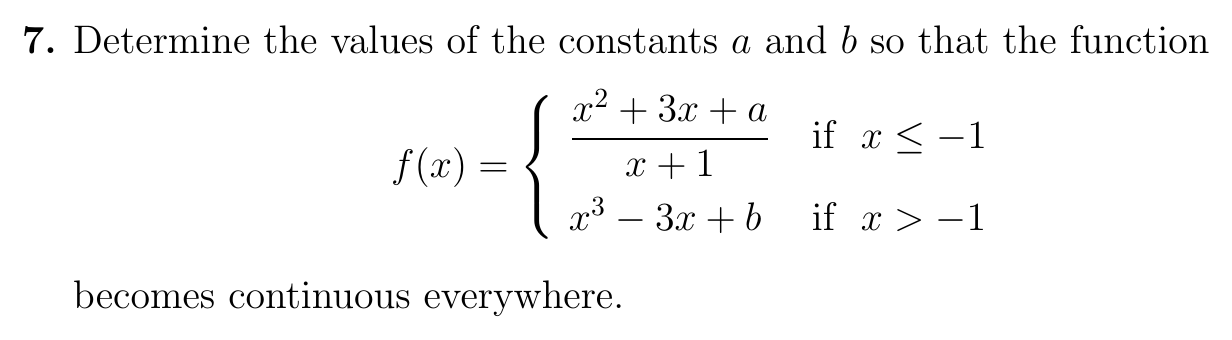 7. Determine the values of the constants a and b so that the function
f(x) = { (x² + 3x + a)/(x + 1) if x ≤ −1
x³ − 3x + b if x > −1
becomes continuous everywhere.